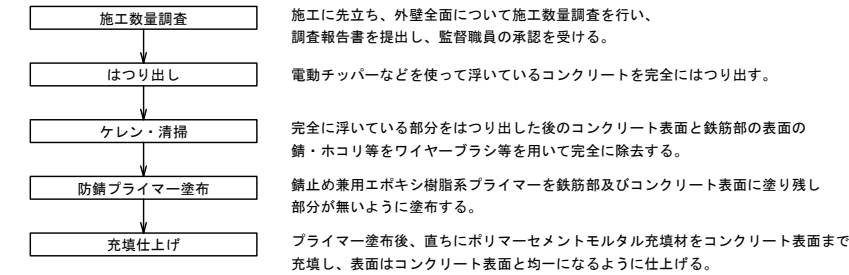 施工数量調査
施工に先立ち、外壁全面について施工数量調査を行い、
調査報告書を提出し、監督職員の承認を受ける。
はつり出し
電動チッパーなどを使って浮いているコンクリートを完全にはつり出す。
ケレン・清掃
完全に浮いている部分をはつり出した後のコンクリート表面と鉄筋部の表面の
錆・ホコリ等をワイヤーブラシ等を用いて完全に除去する。
防錆プライマー塗布
錆止め兼用エポキシ樹脂系プライマーを鉄筋部及びコンクリート表面に塗り残し
部分が無いように塗布する。
充填仕上げ
プライマー塗布後、直ちにポリマーセメントモルタル充填材をコンクリート表面まで
充填し、表面はコンクリート表面と均一になるように仕上げる。